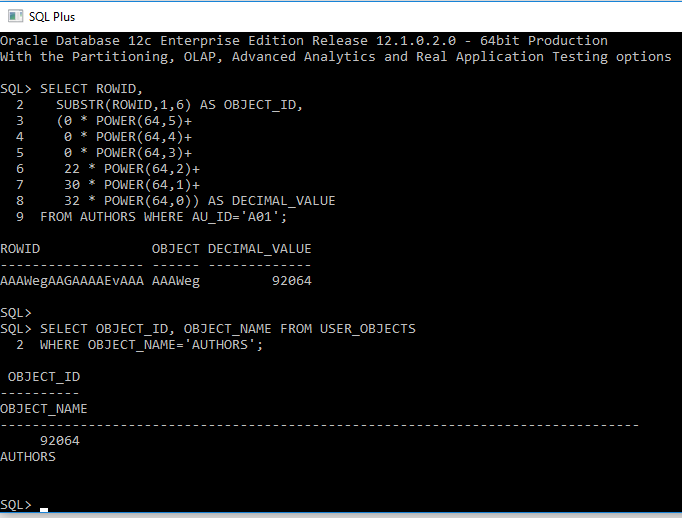 SQL Plus
Oracle Database 12c Enterprise Edition Release 12.1.0.2.0 - 64bit Production
With the Partitioning, OLAP, Advanced Analytics and Real Application Testing options
SQL> SELECT ROWID,
  2    SUBSTR(ROWID,1,6) AS OBJECT_ID,
  3    (0 * POWER(64,5)+
  4     0 * POWER(64,4)+
  5     0 * POWER(64,3)+
  6     22 * POWER(64,2)+
  7     30 * POWER(64,1)+
  8     32 * POWER(64,0)) AS DECIMAL_VALUE
  9  FROM AUTHORS WHERE AU_ID='A01';
ROWID              OBJECT DECIMAL_VALUE
------------------ ------ -------------
AAAWegAAGAAAAEvAAA AAAWeg         92064
SQL>
SQL> SELECT OBJECT_ID, OBJECT_NAME FROM USER_OBJECTS
  2  WHERE OBJECT_NAME='AUTHORS';
 OBJECT_ID
----------
OBJECT_NAME
--------------------------------------------------------------------------------
     92064
AUTHORS
SQL>